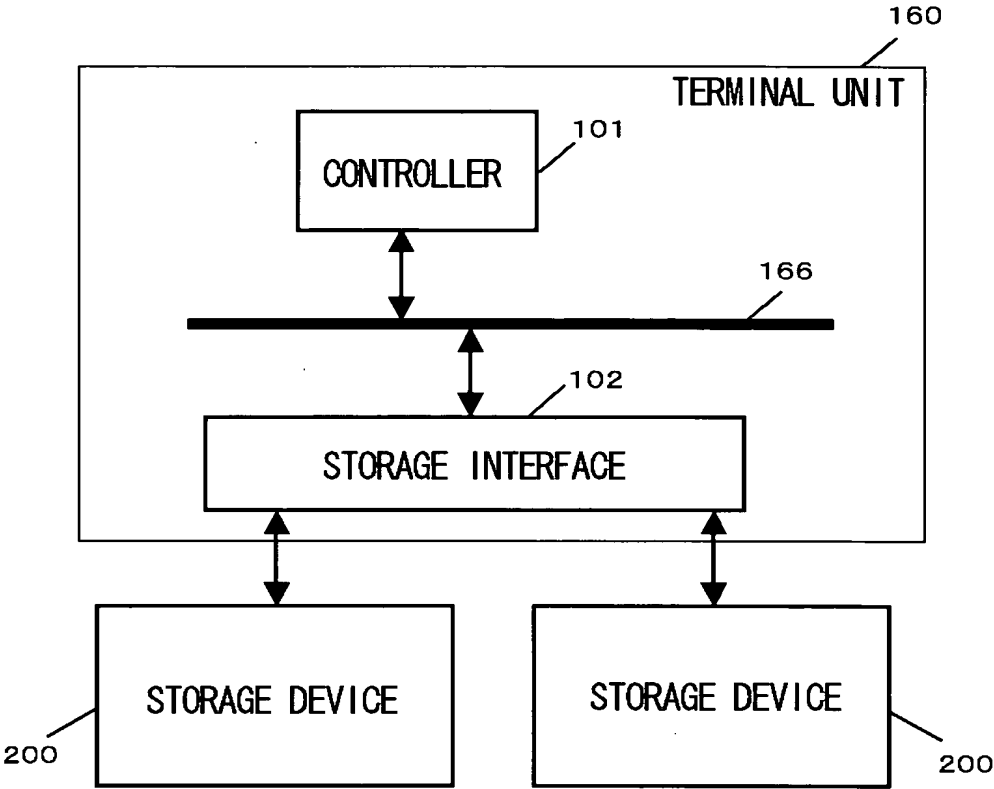 160
TERMINAL UNIT
101
CONTROLLER
166
102
STORAGE INTERFACE
STORAGE DEVICE
STORAGE DEVICE
200
200